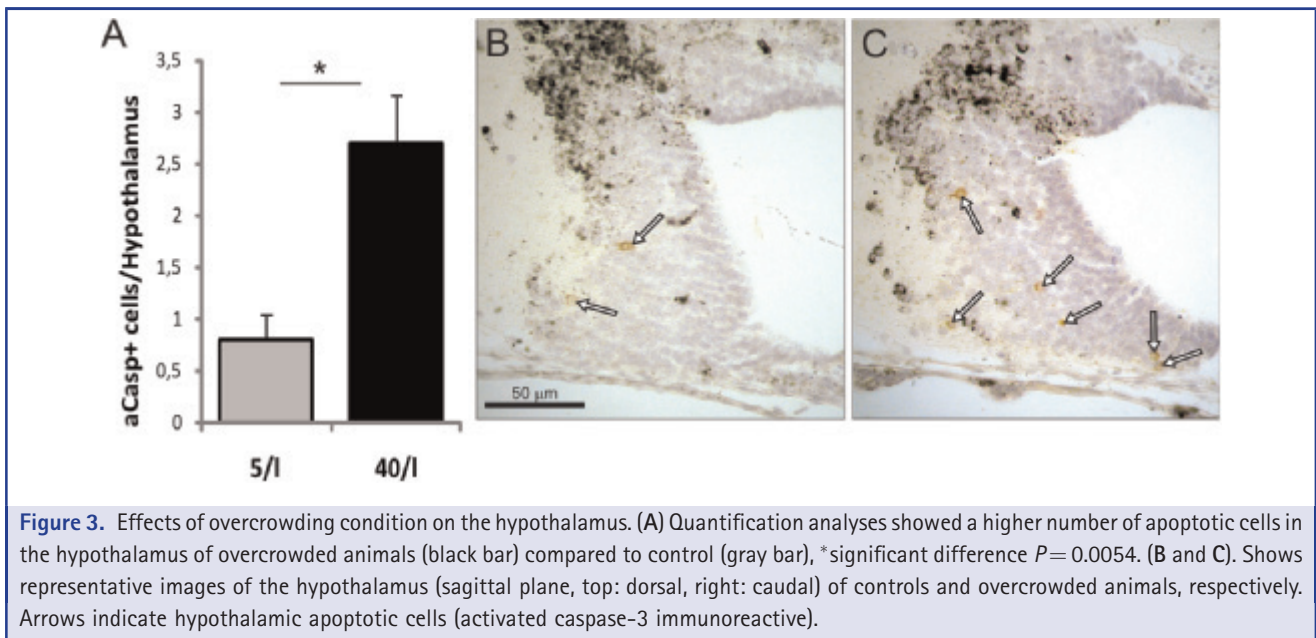 A
B
C
3,5
3
2,5
2
1,5
1
0,5
0
aCasp+ cells/Hypothalamus
*
5/l
40/l
50 µm
Figure 3. Effects of overcrowding condition on the hypothalamus. (A) Quantification analyses showed a higher number of apoptotic cells in
the hypothalamus of overcrowded animals (black bar) compared to control (gray bar), *significant difference P = 0.0054. (B and C). Shows
representative images of the hypothalamus (sagittal plane, top: dorsal, right: caudal) of controls and overcrowded animals, respectively.
Arrows indicate hypothalamic apoptotic cells (activated caspase-3 immunoreactive).